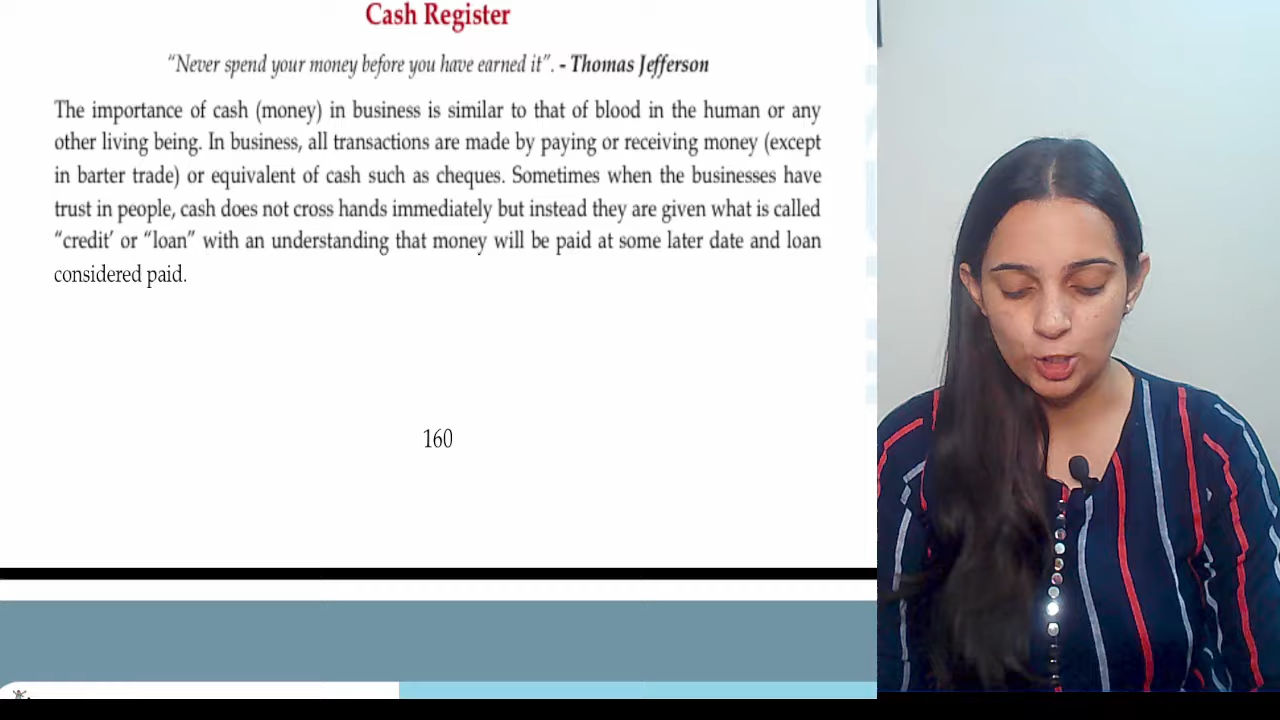 Cash Register
“Never spend your money before you have earned it”. - Thomas Jefferson
The importance of cash (money) in business is similar to that of blood in the human or any
other living being. In business, all transactions are made by paying or receiving money (except
in barter trade) or equivalent of cash such as cheques. Sometimes when the businesses have
trust in people, cash does not cross hands immediately but instead they are given what is called
“credit’ or “loan” with an understanding that money will be paid at some later date and loan
considered paid.
160